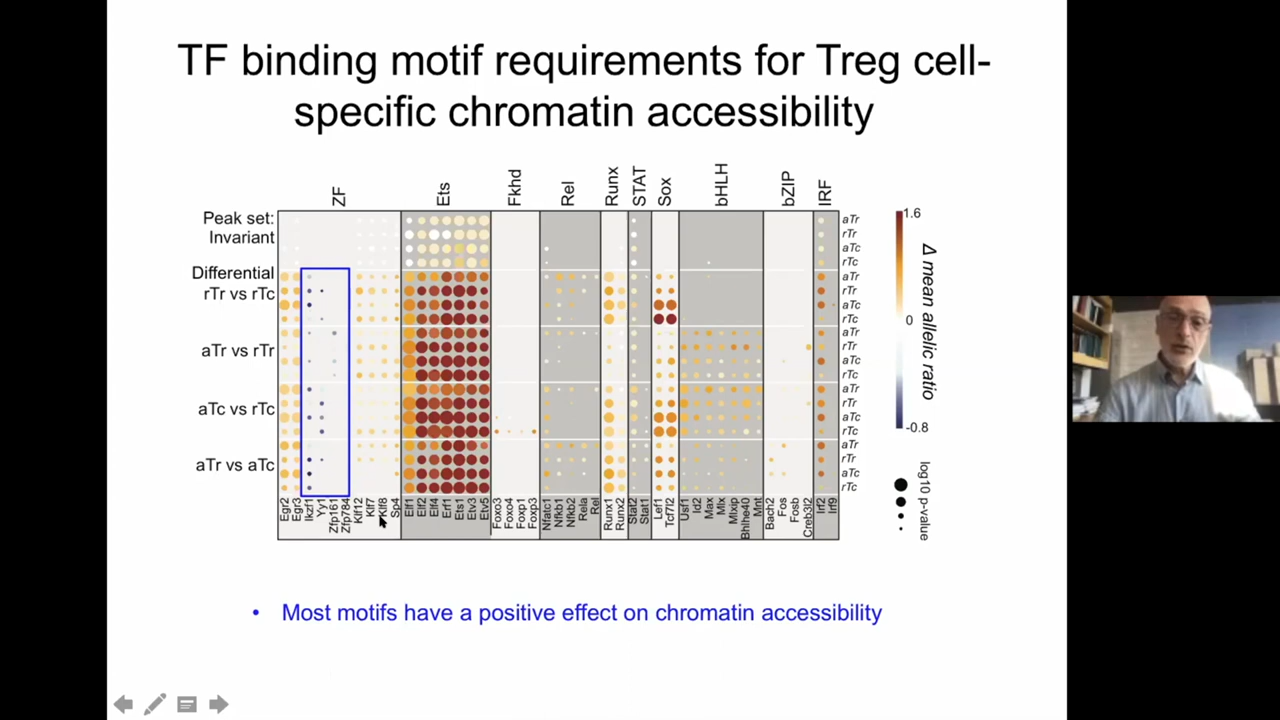 TF binding motif requirements for Treg cell-
specific chromatin accessibility
ZF
Ets
Fkhd
Rel
Runx
STAT
Sox
bHLH
bZIP
IRF
Peak set:
Invariant
Differential
rTr vs rTc
aTr vs rTr
aTc vs rTc
aTr vs aTc
aTr
rTr
aTc
rTc
aTr
rTr
aTc
rTc
aTr
rTr
aTc
rTc
aTr
rTr
aTc
rTc
aTr
rTr
aTc
rTc
1.6
0
-0.8
Δ mean allelic ratio
log10 p-value
Egr2
Egr3
Ikzf1
Yy1
Zfp161
Zfp784
Klf12
Klf7
Klf8
Sp4
Elf1
Elf2
Elf4
Erf1
Ets1
Etv3
Etv5
Foxo3
Foxo4
Foxp1
Foxp3
Nfatc1
Nfkb1
Nfkb2
Rela
Rel
Runx1
Runx2
Stat2
Stat1
Lef1
Tcf7l2
Usf1
Id2
Max
Mlx
Mlxip
Bhlhe40
Mnt
Bach2
Fos
Fosb
Creb3l2
Irf2
Irf9
• Most motifs have a positive effect on chromatin accessibility